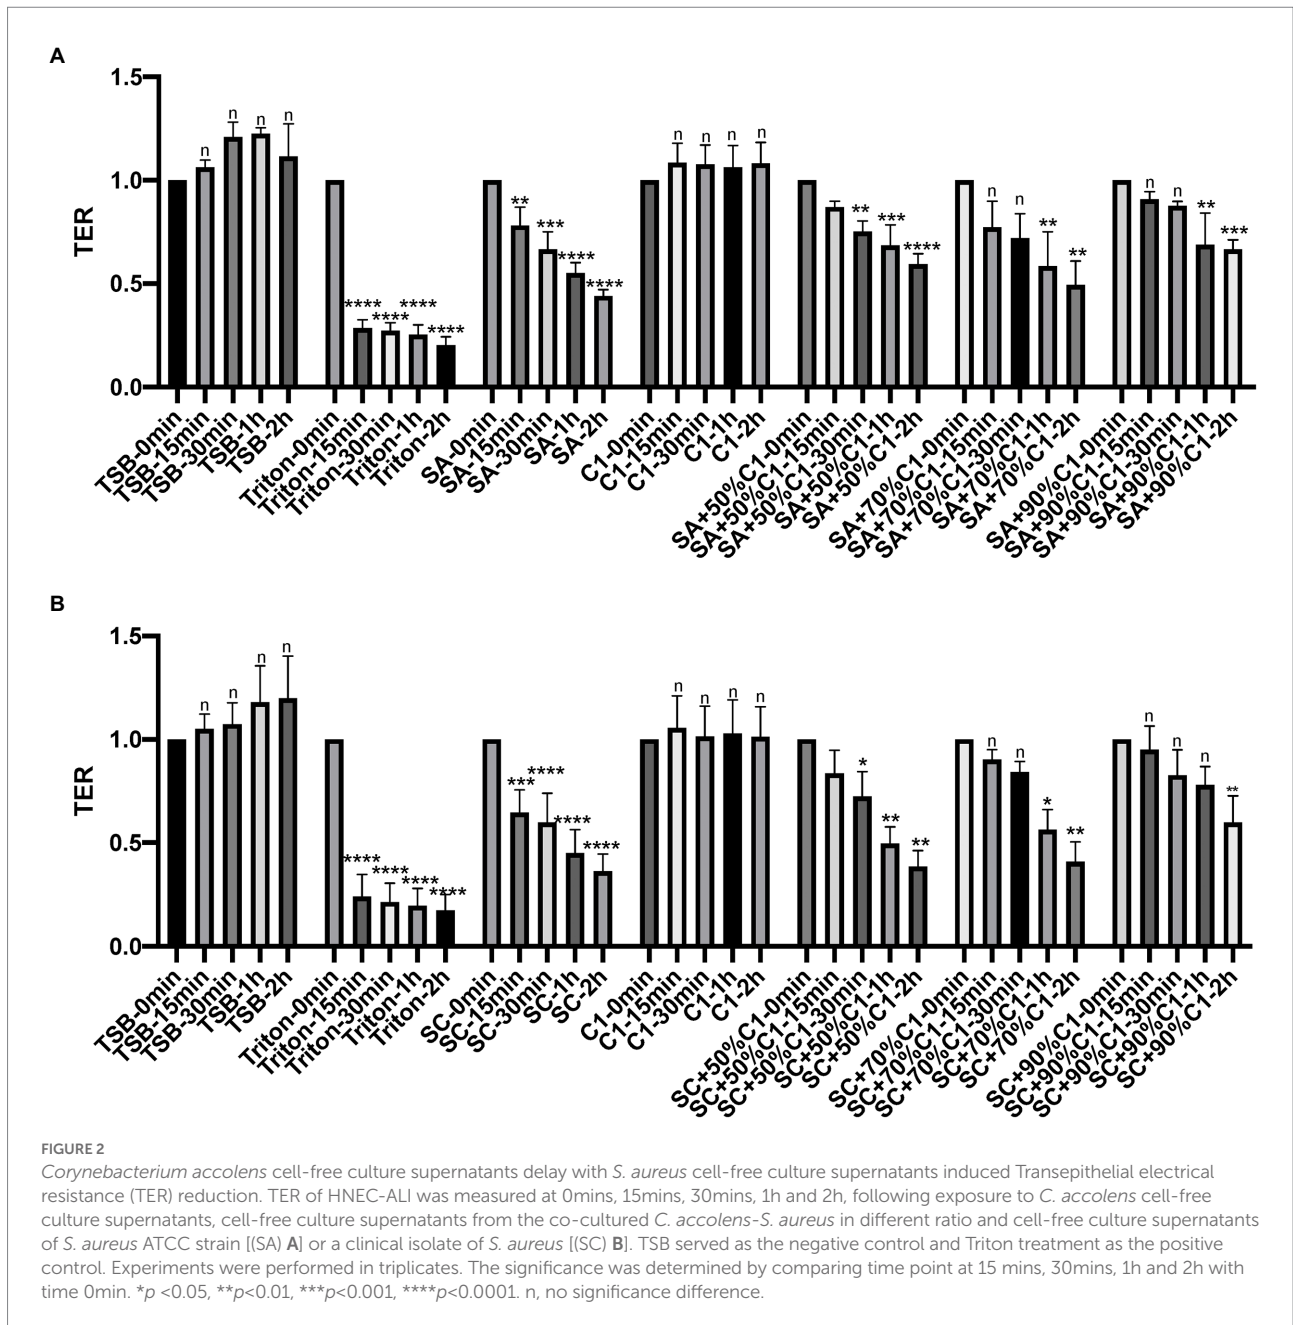 A
1.5
n n n n n n n n
1.0
** n n n n
TER
** *** ** *** ** ** ***
**** **** ****
0.5
**** **** **** **** ****
0.0
TSB-0min TSB-15min TSB-30min TSB-1h TSB-2h Triton-0min Triton-15min Triton-30min Triton-1h Triton-2h SA-0min SA-15min SA-30min SA-1h SA-2h C1-0min C1-15min C1-30min C1-1h C1-2h SA+50%C1-0min SA+50%C1-15min SA+50%C1-30min SA+50%C1-1h SA+50%C1-2h SA+70%C1-0min SA+70%C1-15min SA+70%C1-30min SA+70%C1-1h SA+70%C1-2h SA+90%C1-0min SA+90%C1-15min SA+90%C1-30min SA+90%C1-1h SA+90%C1-2h
B
1.5
n n n n n n n n n
1.0
n n n n
TER
*** **** * * ** **
**** **** ** **
0.5
**** **** **** ****
0.0
TSB-0min TSB-15min TSB-30min TSB-1h TSB-2h Triton-0min Triton-15min Triton-30min Triton-1h Triton-2h SC-0min SC-15min SC-30min SC-1h SC-2h C1-0min C1-15min C1-30min C1-1h C1-2h SC+50%C1-0min SC+50%C1-15min SC+50%C1-30min SC+50%C1-1h SC+50%C1-2h SC+70%C1-0min SC+70%C1-15min SC+70%C1-30min SC+70%C1-1h SC+70%C1-2h SC+90%C1-0min SC+90%C1-15min SC+90%C1-30min SC+90%C1-1h SC+90%C1-2h
FIGURE 2
Corynebacterium accolens cell-free culture supernatants delay with S. aureus cell-free culture supernatants induced Transepithelial electrical
resistance (TER) reduction. TER of HNEC-ALI was measured at 0mins, 15mins, 30mins, 1h and 2h, following exposure to C. accolens cell-free
culture supernatants, cell-free culture supernatants from the co-cultured C. accolens-S. aureus in different ratio and cell-free culture supernatants
of S. aureus ATCC strain [(SA) A] or a clinical isolate of S. aureus [(SC) B]. TSB served as the negative control and Triton treatment as the positive
control. Experiments were performed in triplicates. The significance was determined by comparing time point at 15 mins, 30mins, 1h and 2h with
time 0min. *p <0.05, **p<0.01, ***p<0.001, ****p<0.0001. n, no significance difference.